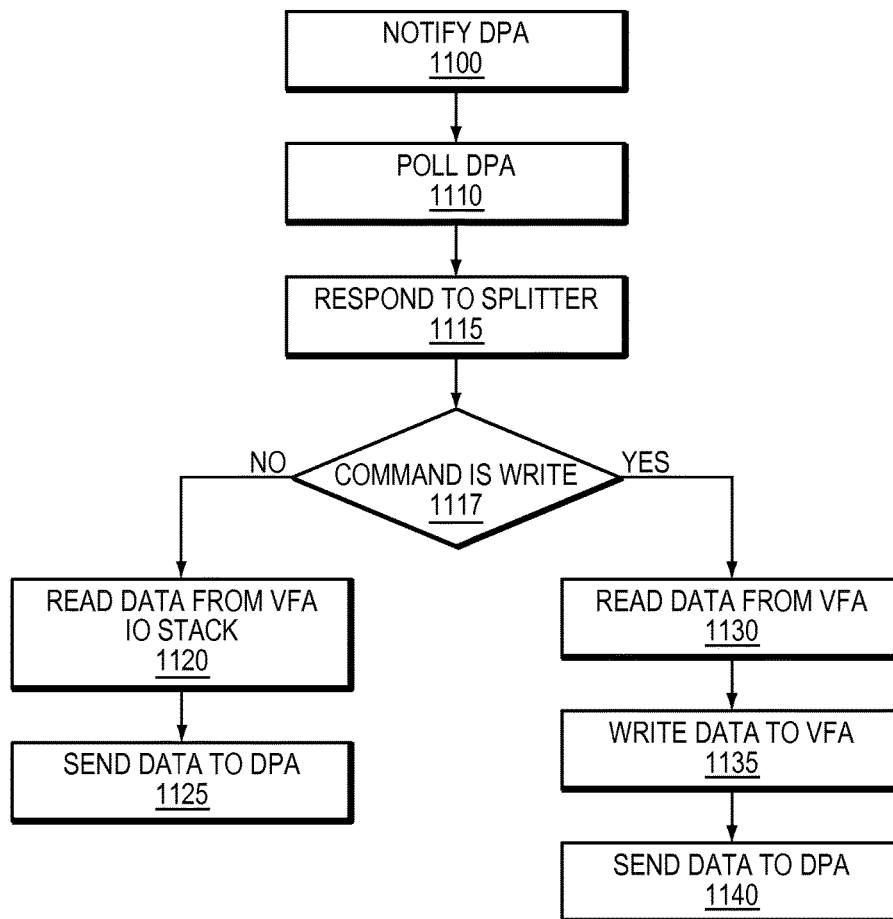 NOTIFY DPA
1100
POLL DPA
1110
RESPOND TO SPLITTER
1115
NO
YES
COMMAND IS WRITE
1117
READ DATA FROM VFA
IO STACK
1120
SEND DATA TO DPA
1125
READ DATA FROM VFA
1130
WRITE DATA TO VFA
1135
SEND DATA TO DPA
1140